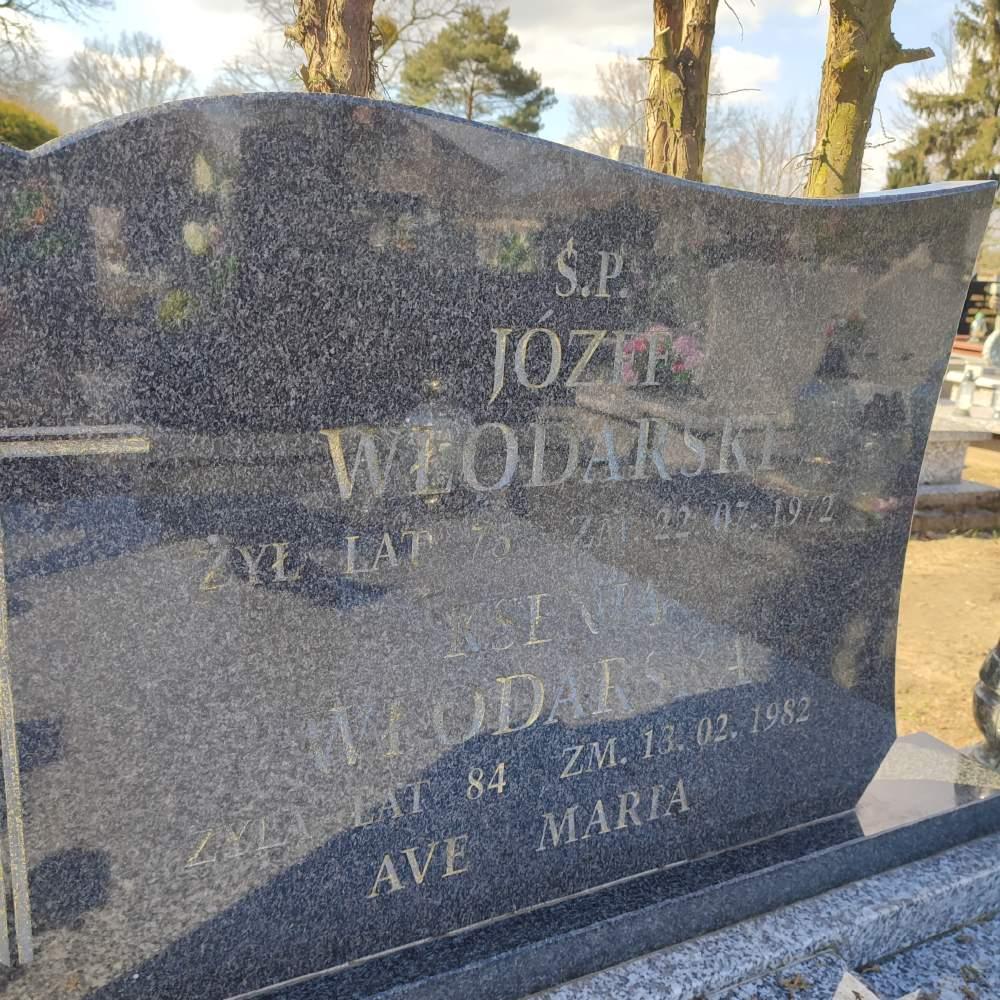 Ś.P.
JÓZEF
WŁODARSKI
ŻYŁ LAT 75 ZM. 22.07.1972
KSENIA
WŁODARSKA
ŻYŁA LAT 84 ZM. 13.02.1982
AVE MARIA